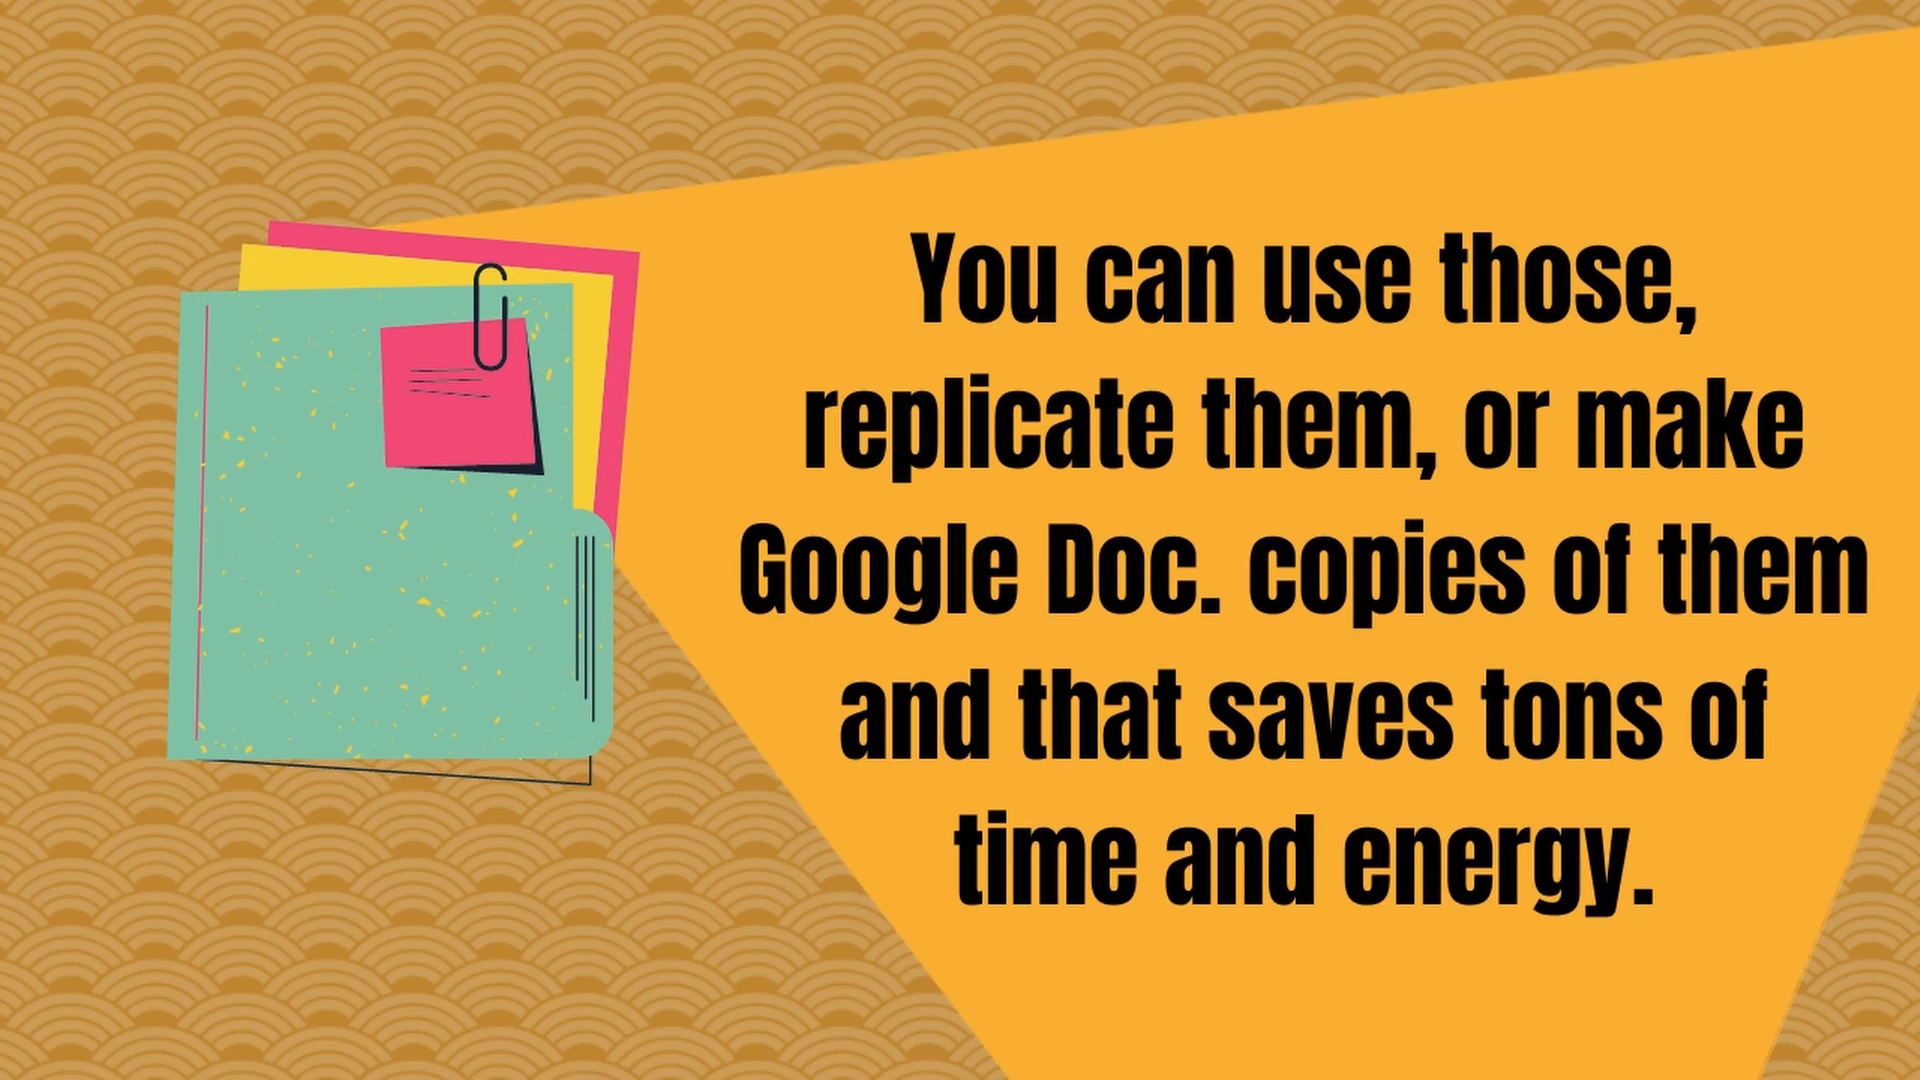 You can use those,
replicate them, or make
Google Doc. copies of them
and that saves tons of
time and energy.